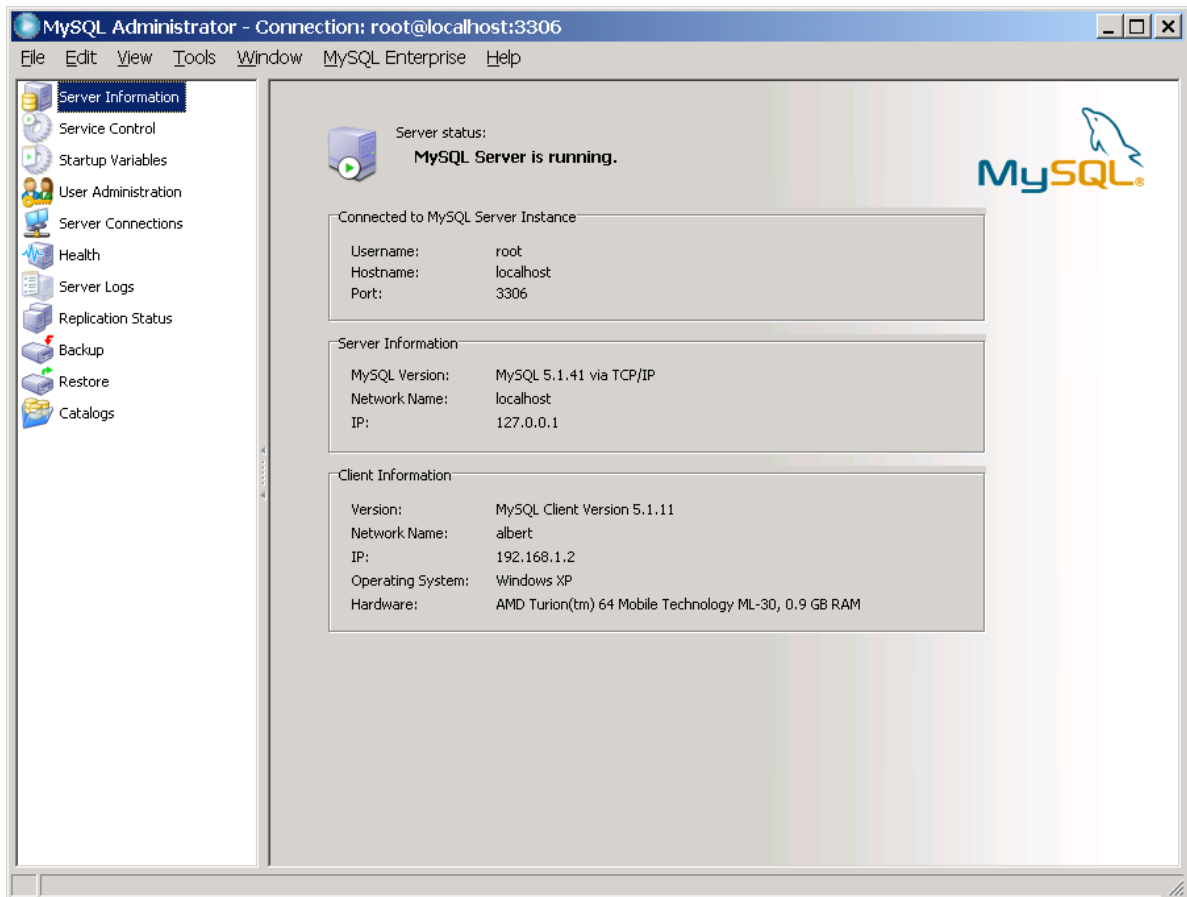 MySQL Administrator - Connection: root@localhost:3306
File Edit View Tools Window MySQL Enterprise Help
Server Information
Service Control
Startup Variables
User Administration
Server Connections
Health
Server Logs
Replication Status
Backup
Restore
Catalogs
Server status:
MySQL Server is running.
MySQL®
Connected to MySQL Server Instance
Username: root
Hostname: localhost
Port: 3306
Server Information
MySQL Version: MySQL 5.1.41 via TCP/IP
Network Name: localhost
IP: 127.0.0.1
Client Information
Version: MySQL Client Version 5.1.11
Network Name: albert
IP: 192.168.1.2
Operating System: Windows XP
Hardware: AMD Turion(tm) 64 Mobile Technology ML-30, 0.9 GB RAM